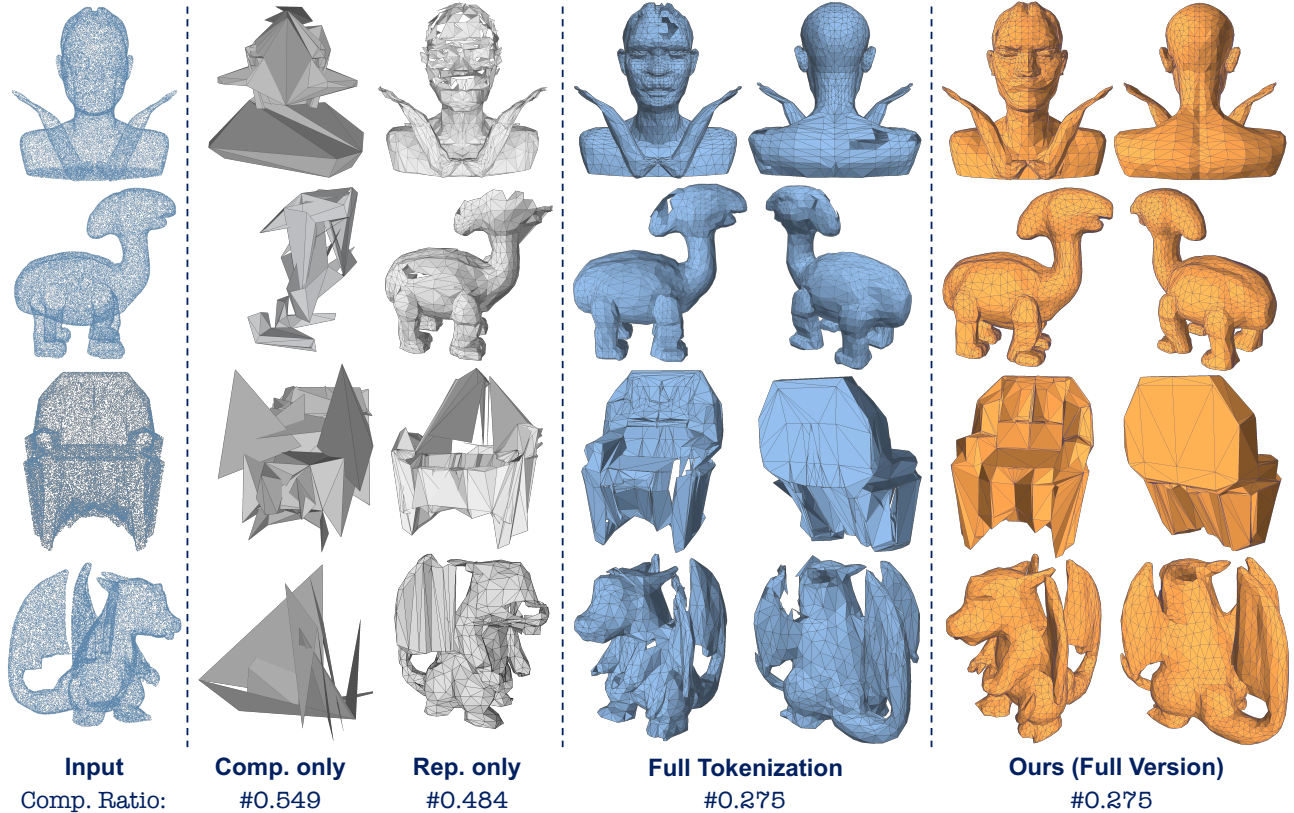 Input Comp. only Rep. only Full Tokenization Ours (Full Version)
Comp. Ratio: #0.549 #0.484 #0.275 #0.275